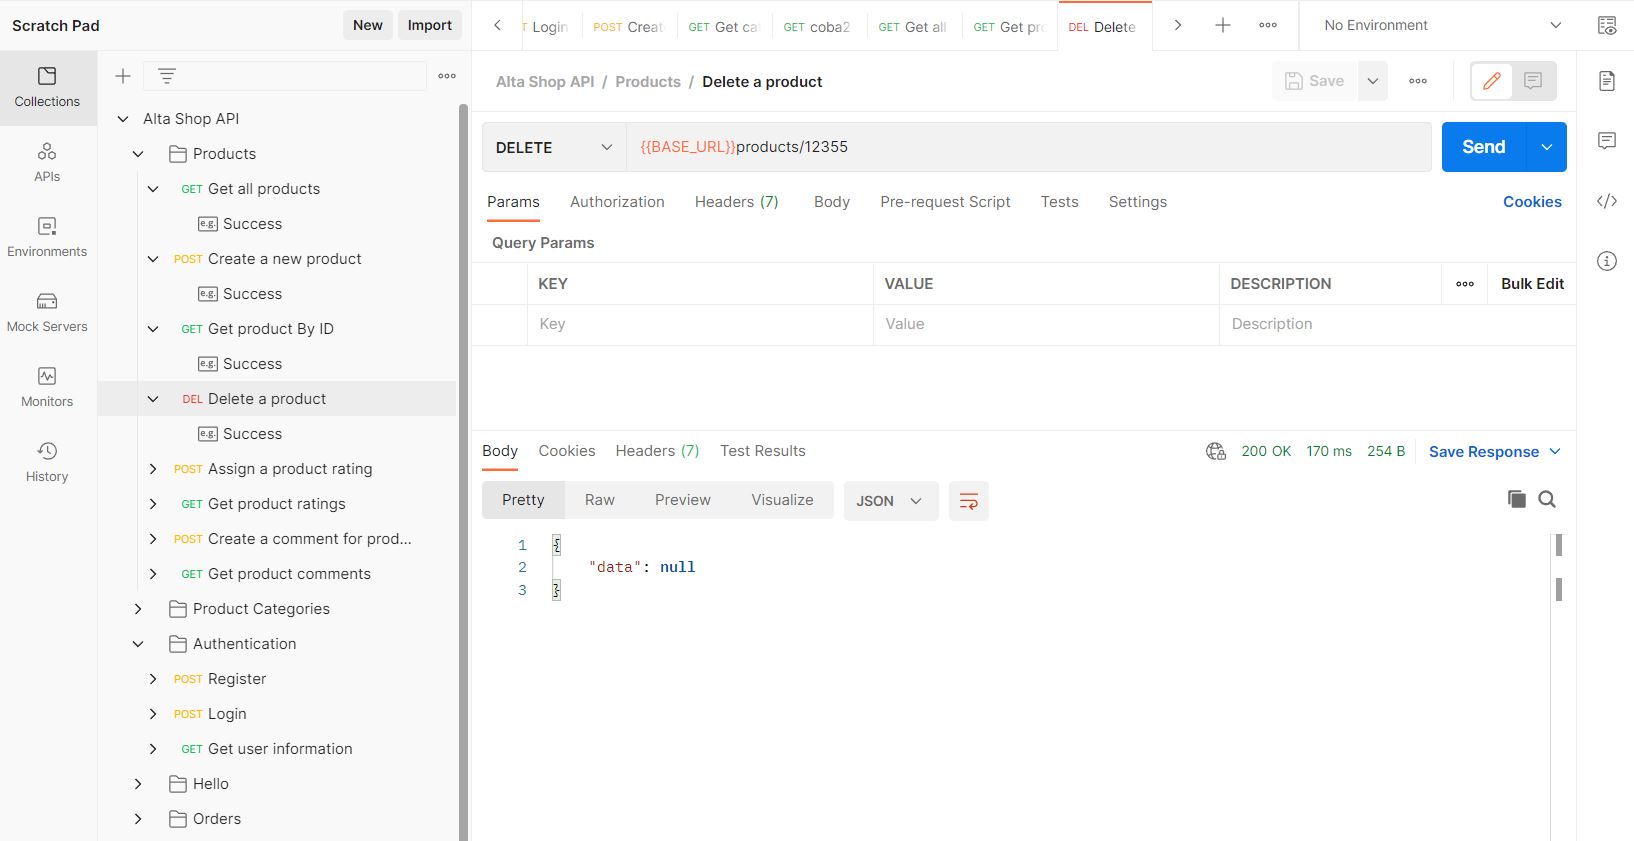 Scratch Pad
New
Import
Collections
APIs
Environments
Mock Servers
Monitors
History
Alta Shop API
Products
GET Get all products
e.g. Success
POST Create a new product
e.g. Success
GET Get product By ID
e.g. Success
DEL Delete a product
e.g. Success
POST Assign a product rating
GET Get product ratings
POST Create a comment for prod...
GET Get product comments
Product Categories
Authentication
POST Register
POST Login
GET Get user information
Hello
Orders
T Login
POST Creat
GET Get ca
GET coba2
GET Get all
GET Get pro
DEL Delete
No Environment
Alta Shop API / Products / Delete a product
Save
DELETE
{{BASE_URL}}products/12355
Send
Params Authorization Headers (7) Body Pre-request Script Tests Settings Cookies
Query Params
KEY VALUE DESCRIPTION Bulk Edit
Key Value Description
Body Cookies Headers (7) Test Results 200 OK 170 ms 254 B Save Response
Pretty Raw Preview Visualize JSON
1 {
2 "data": null
3 }